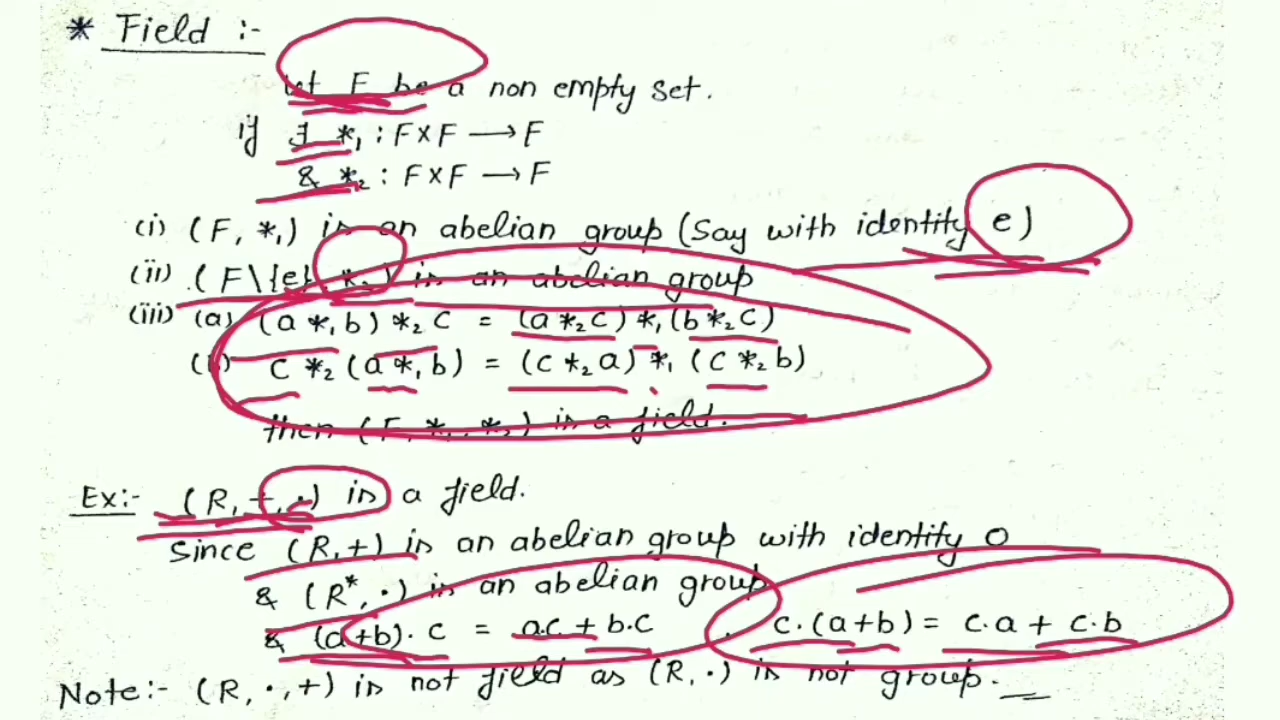 * Field :-
Let F be a non empty set.
if ∃ *₁ : F×F → F
& *₂ : F×F → F
(i) (F, *₁) is an abelian group (Say with identity e)
(ii) (F\{e}, *₂) is an abelian group
(iii) (a) (a *₁ b) *₂ c = (a *₂ c) *₁ (b *₂ c)
(b) c *₂ (a *₁ b) = (c *₂ a) *₁ (c *₂ b)
then (F, *₁, *₂) is a field.
Ex:- (R, +, ·) is a field.
Since (R, +) is an abelian group with identity 0
& (R*, ·) is an abelian group
& (a+b)·c = a.c + b.c , c·(a+b) = c·a + c·b
Note:- (R, ·, +) is not field as (R, ·) is not group.